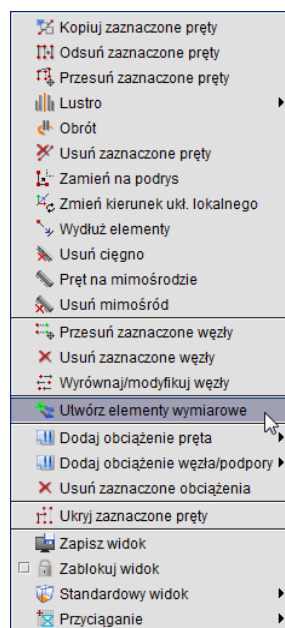 Kopiuj zaznaczone pręty
Odsuń zaznaczone pręty
Przesuń zaznaczone pręty
Lustro
Obrót
Usuń zaznaczone pręty
Zamień na podrys
Zmień kierunek ukł. lokalnego
Wydłuż elementy
Usuń cięgno
Pręt na mimośrodzie
Usuń mimośród
Przesuń zaznaczone węzły
Usuń zaznaczone węzły
Wyrównaj/modyfikuj węzły
Utwórz elementy wymiarowe
Dodaj obciążenie pręta
Dodaj obciążenie węzła/podpory
Usuń zaznaczone obciążenia
Ukryj zaznaczone pręty
Zapisz widok
Zablokuj widok
Standardowy widok
Przyciąganie